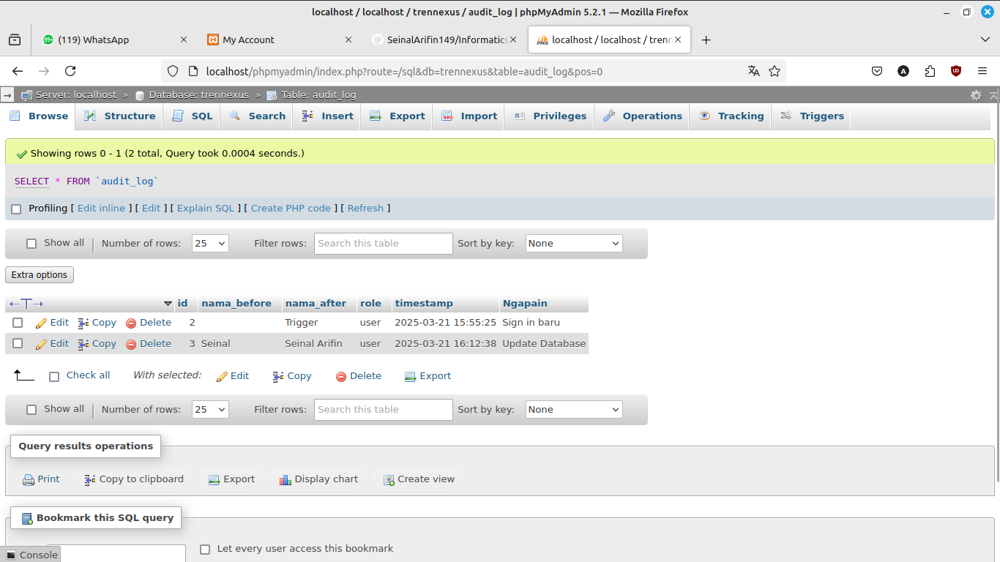 localhost / localhost / trennexus / audit_log | phpMyAdmin 5.2.1 — Mozilla Firefox
99+ (119) WhatsApp My Account SeinalArifin149/Informatics localhost / localhost / trenn
localhost/phpmyadmin/index.php?route=/sql&db=trennexus&table=audit_log&pos=0 A
Server: localhost » Database: trennexus » Table: audit_log
Browse Structure SQL Search Insert Export Import Privileges Operations Tracking Triggers
Showing rows 0 - 1 (2 total, Query took 0.0004 seconds.)
SELECT * FROM `audit_log`
Profiling [ Edit inline ] [ Edit ] [ Explain SQL ] [ Create PHP code ] [ Refresh ]
Show all Number of rows: 25 Filter rows: Search this table Sort by key: None
Extra options
←T→ id nama_before nama_after role timestamp Ngapain
Edit Copy Delete 2 Trigger user 2025-03-21 15:55:25 Sign in baru
Edit Copy Delete 3 Seinal Seinal Arifin user 2025-03-21 16:12:38 Update Database
Check all With selected: Edit Copy Delete Export
Show all Number of rows: 25 Filter rows: Search this table Sort by key: None
Query results operations
Print Copy to clipboard Export Display chart Create view
Bookmark this SQL query
Let every user access this bookmark
Console